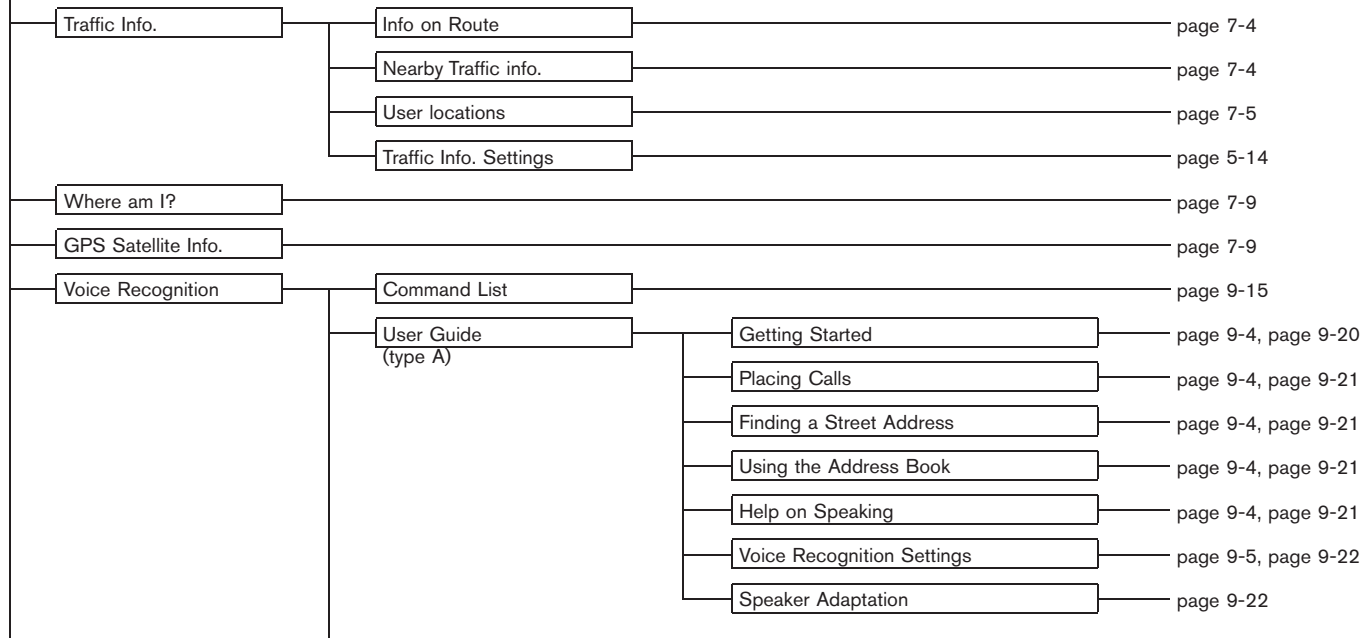 Traffic Info. Info on Route page 7-4
Nearby Traffic info. page 7-4
User locations page 7-5
Traffic Info. Settings page 5-14
Where am I? page 7-9
GPS Satellite Info. page 7-9
Voice Recognition Command List page 9-15
User Guide Getting Started page 9-4, page 9-20
(type A)
Placing Calls page 9-4, page 9-21
Finding a Street Address page 9-4, page 9-21
Using the Address Book page 9-4, page 9-21
Help on Speaking page 9-4, page 9-21
Voice Recognition Settings page 9-5, page 9-22
Speaker Adaptation page 9-22